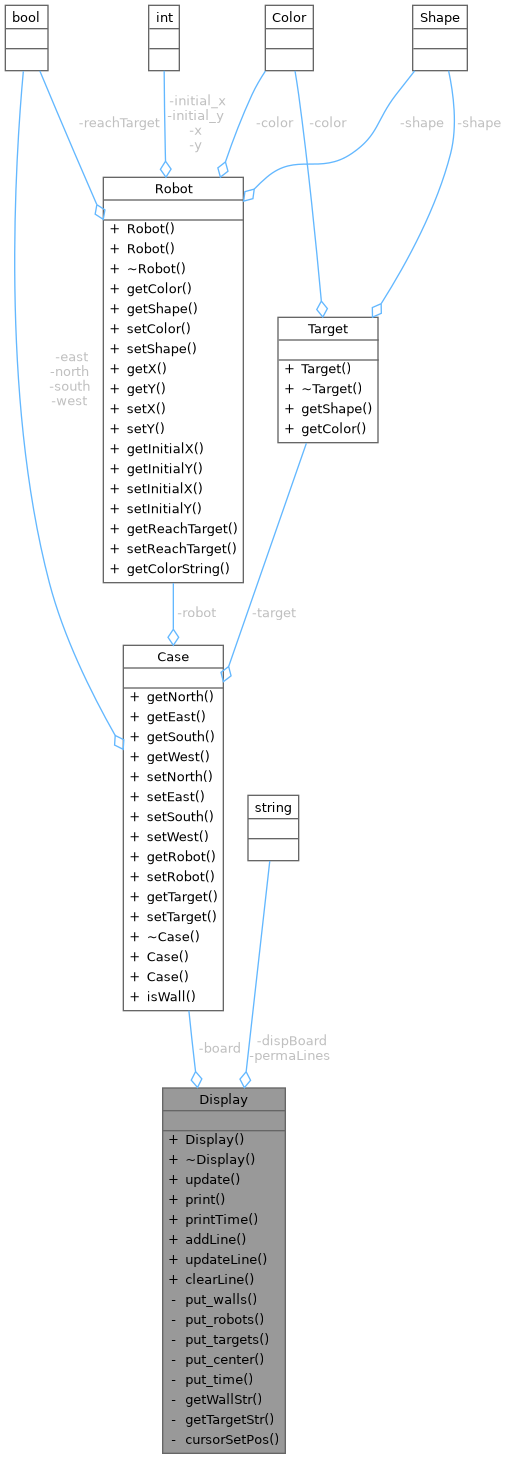 bool
int
Color
Shape
-reachTarget
-initial_x
-initial_y
-x
-y
-color
-color
-shape
-shape
Robot
+ Robot()
+ Robot()
+ ~Robot()
+ getColor()
+ getShape()
+ setColor()
+ setShape()
+ getX()
+ getY()
+ setX()
+ setY()
+ getInitialX()
+ getInitialY()
+ setInitialX()
+ setInitialY()
+ getReachTarget()
+ setReachTarget()
+ getColorString()
Target
+ Target()
+ ~Target()
+ getShape()
+ getColor()
-east
-north
-south
-west
-robot
-target
Case
+ getNorth()
+ getEast()
+ getSouth()
+ getWest()
+ setNorth()
+ setEast()
+ setSouth()
+ setWest()
+ getRobot()
+ setRobot()
+ getTarget()
+ setTarget()
+ ~Case()
+ Case()
+ Case()
+ isWall()
string
-board
-dispBoard
-permaLines
Display
+ Display()
+ ~Display()
+ update()
+ print()
+ printTime()
+ addLine()
+ updateLine()
+ clearLine()
- put_walls()
- put_robots()
- put_targets()
- put_center()
- put_time()
- getWallStr()
- getTargetStr()
- cursorSetPos()